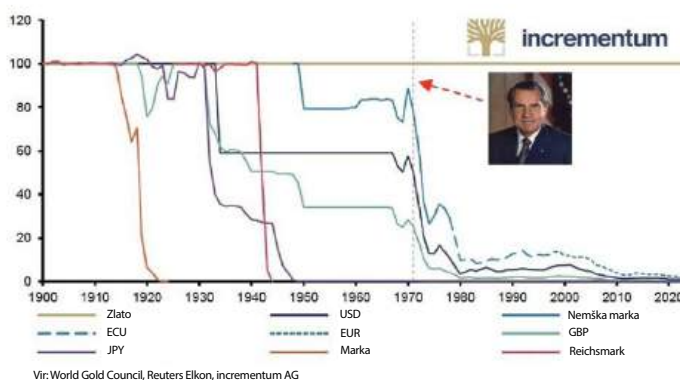 120
incrementum
100
80
60
40
20
0
1900 1910 1920 1930 1940 1950 1960 1970 1980 1990 2000 2010 2020
Zlato USD Nemška marka
ECU EUR GBP
JPY Marka Reichsmark
Vir: World Gold Council, Reuters Elkon, incrementum AG